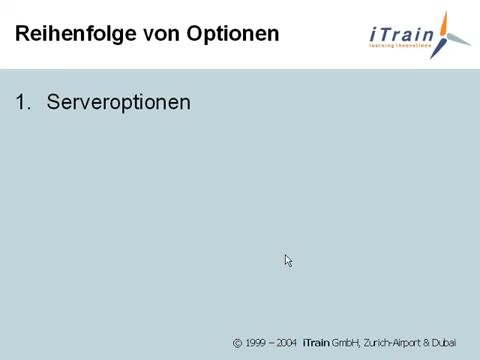 Reihenfolge von Optionen
iTrain
learning innovations
1. Serveroptionen
© 1999 – 2004 iTrain GmbH, Zurich-Airport & Dubai